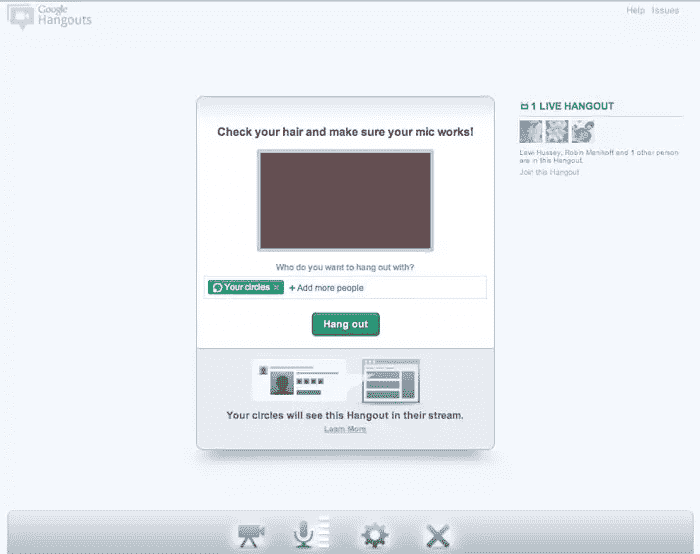 Google
Hangouts
Help Issues
1 LIVE HANGOUT
Check your hair and make sure your mic works!
Lewi Hussey, Robin Menikoff and 1 other person
are in this Hangout.
Join this Hangout
Who do you want to hang out with?
Your circles × + Add more people
Hang out
Your circles will see this Hangout in their stream.
Learn More